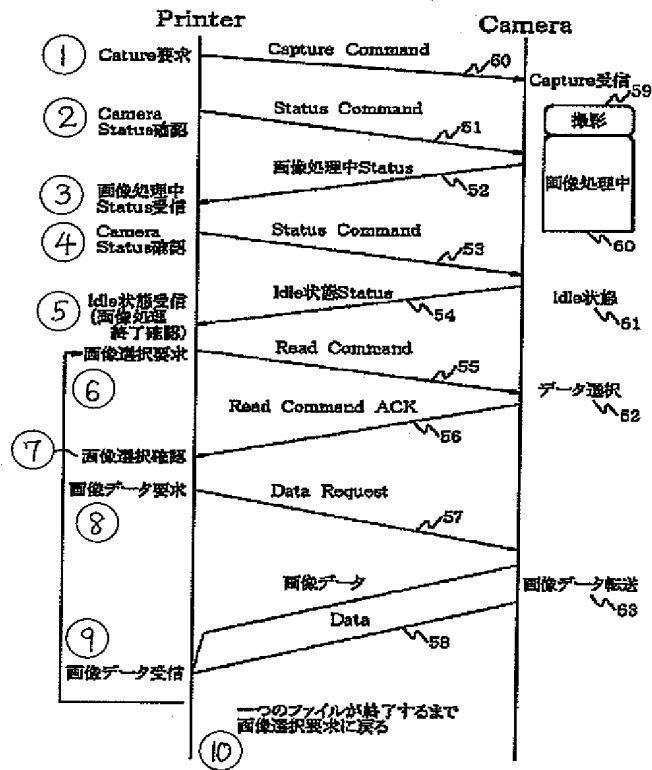 Printer
Camera
① Cature要求
Capture Command
60
Capture受信
59
② Camera
Status確認
Status Command
51
撮影
画像処理中Status
52
画像処理中
③ 画像処理中
Status受信
④ Camera
Status確認
Status Command
53
60
⑤ Idle状態受信
(画像処理
終了確認)
Idle状態Status
54
Idle状態
61
画像選択要求
⑥
Read Command
55
データ選択
52
Read Command ACK
56
⑦ 画像選択確認
画像データ要求
⑧
Data Request
57
画像データ
画像データ転送
63
⑨
Data
58
画像データ受信
一つのファイルが終了するまで
画像選択要求に戻る
⑩